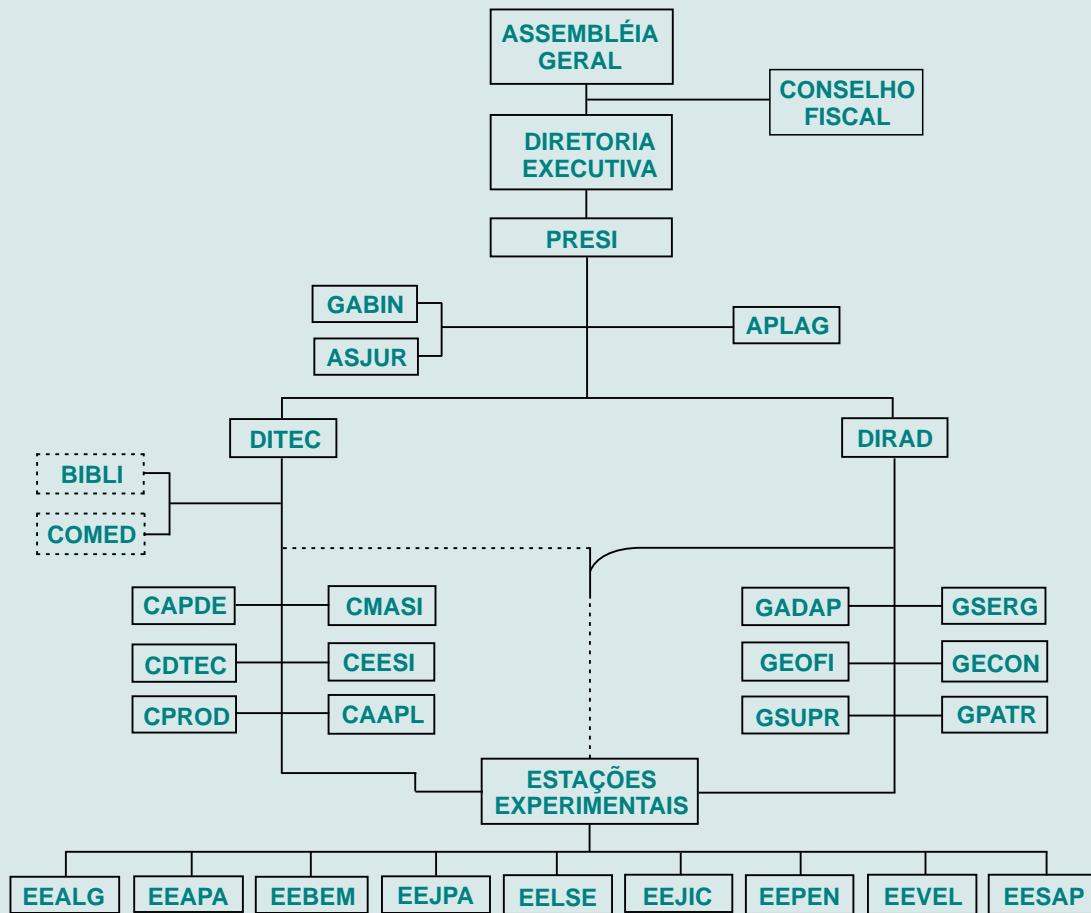 ASSEMBLÉIA
GERAL
CONSELHO
FISCAL
DIRETORIA
EXECUTIVA
PRESI
GABIN
APLAG
ASJUR
DITEC
DIRAD
BIBLI
COMED
CAPDE
CMASI
GADAP
GSERG
CDTEC
CEESI
GEOFI
GECON
CPROD
CAAPL
GSUPR
GPATR
ESTAÇÕES
EXPERIMENTAIS
EEALG
EEAPA
EEBEM
EEJPA
EELSE
EEJIC
EEPEN
EEVEL
EESAP